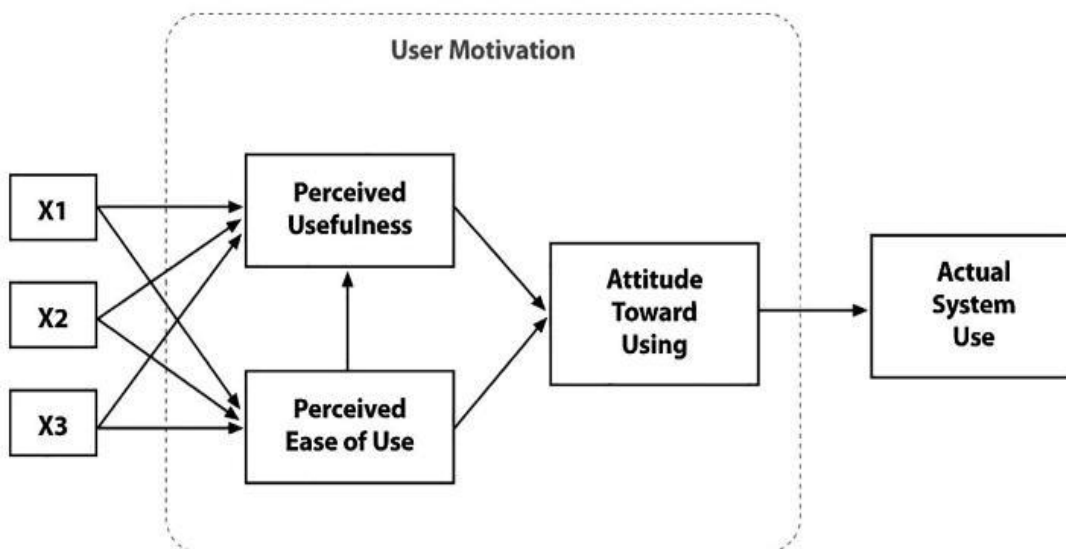 User Motivation
X1
X2
X3
Perceived
Usefulness
Perceived
Ease of Use
Attitude
Toward
Using
Actual
System
Use